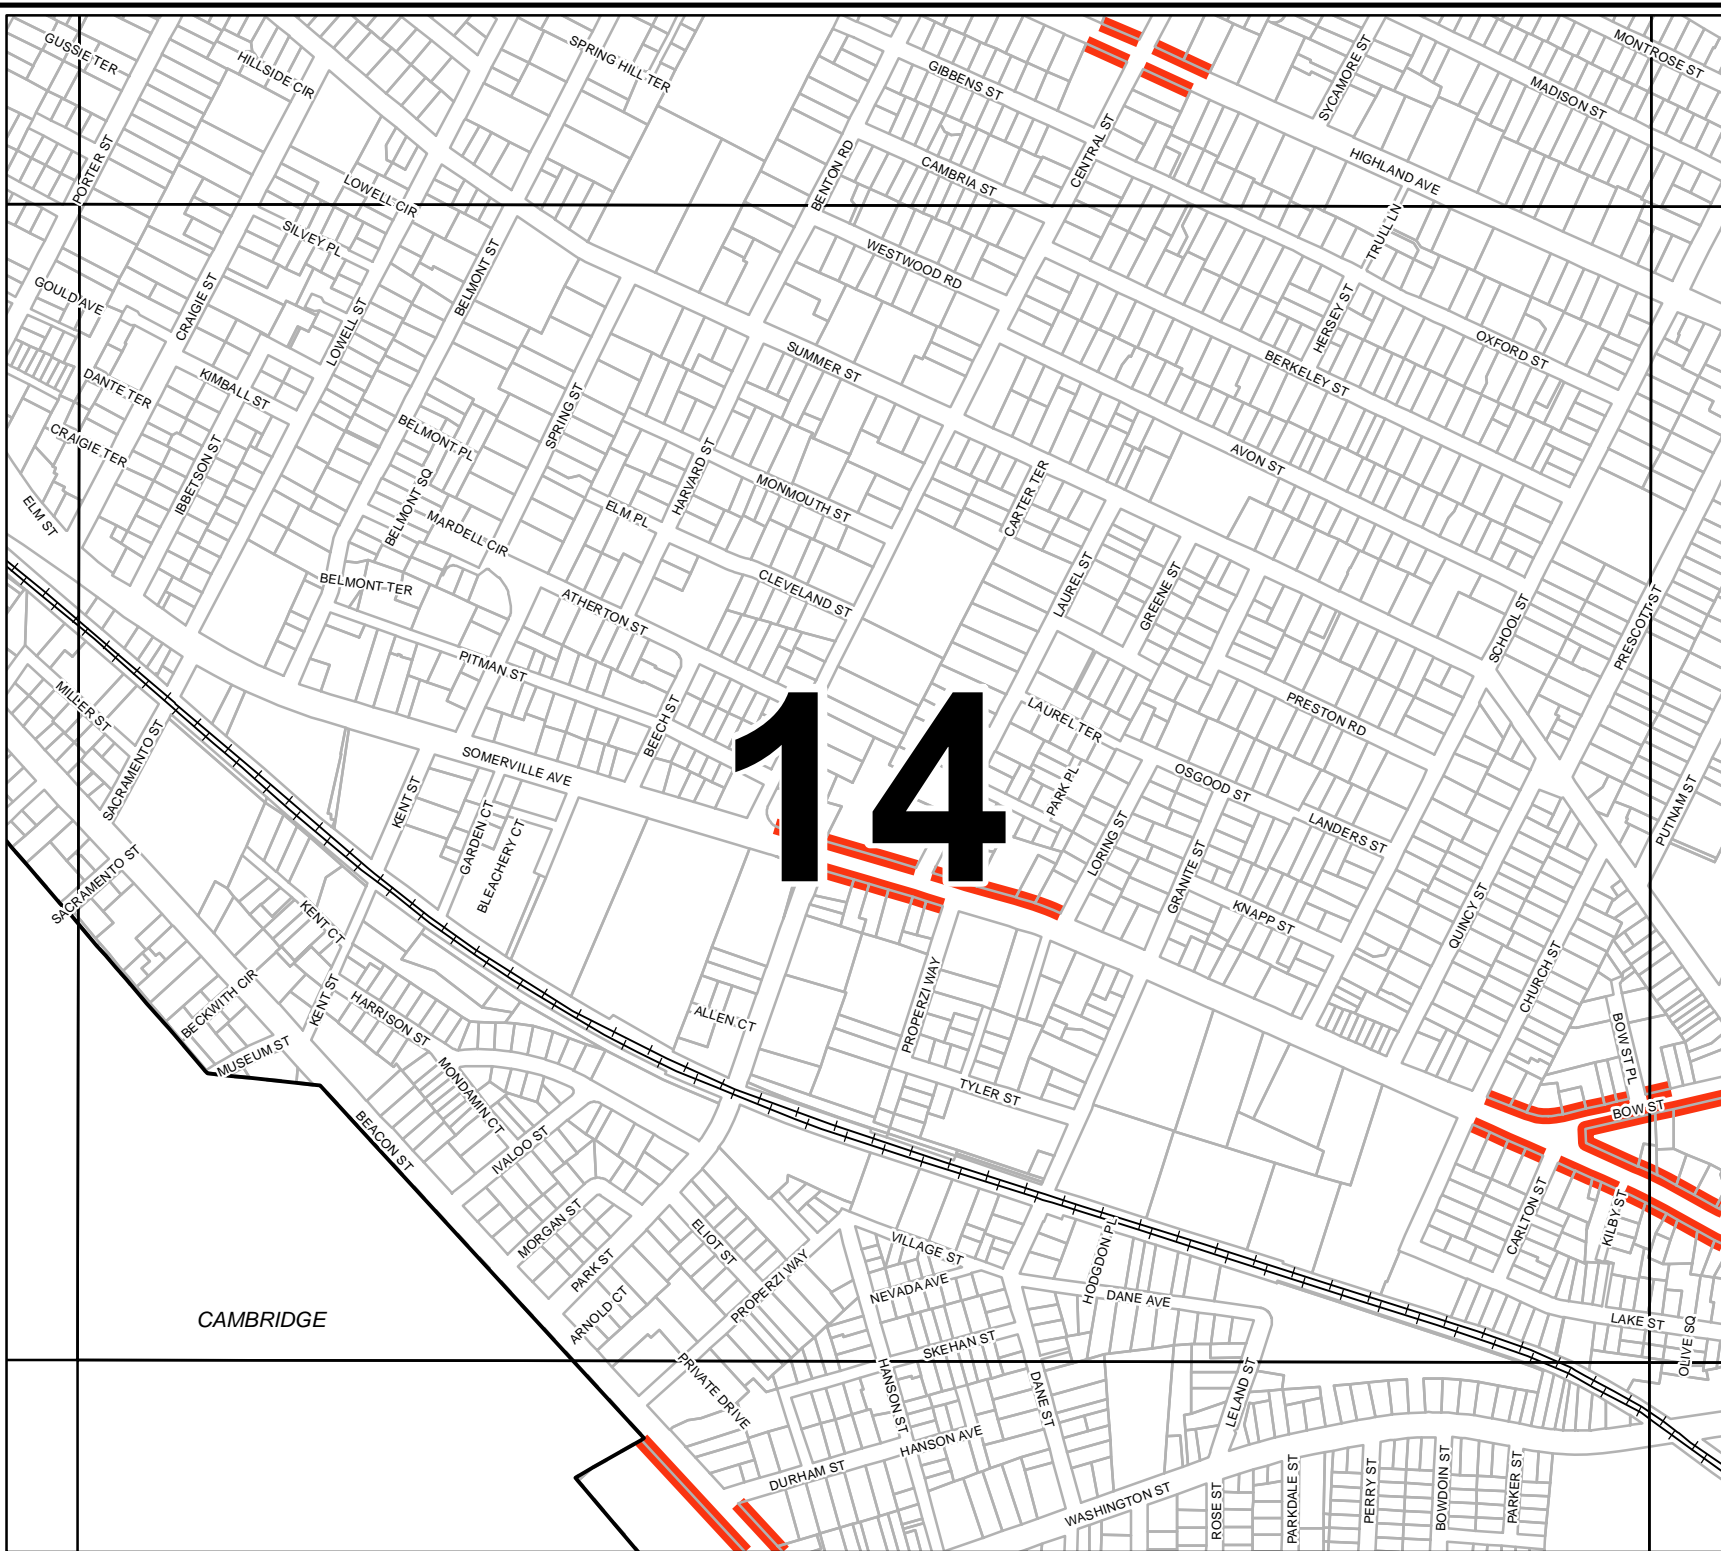 GUSSIE TER
HILLSIDE CIR
SPRING HILL TER
GIBBENS ST
SYCAMORE ST
MONTROSE ST
MADISON ST
PORTER ST
LOWELL CIR
BENTON RD
CAMBRIA ST
CENTRAL ST
HIGHLAND AVE
SILVEY PL
BELMONT ST
WESTWOOD RD
TRULL LN
GOULD AVE
CRAIGIE ST
LOWELL ST
HERSEY ST
OXFORD ST
SUMMER ST
BERKELEY ST
DANTE TER
KIMBALL ST
SPRING ST
CRAIGIE TER
IBBETSON ST
BELMONT PL
HARVARD ST
AVON ST
ELM ST
BELMONT SQ
MARDELL CIR
ELM PL
MONMOUTH ST
CARTER TER
BELMONT TER
ATHERTON ST
CLEVELAND ST
LAUREL ST
GREENE ST
SCHOOL ST
PRESCOTT ST
PITMAN ST
MILLER ST
SACRAMENTO ST
BEECH ST
LAUREL TER
PRESTON RD
SOMERVILLE AVE
14
KENT ST
GARDEN CT
BLEACHERY CT
PARK PL
OSGOOD ST
LANDERS ST
PUTNAM ST
LORING ST
GRANITE ST
SACRAMENTO ST
KENT CT
KNAPP ST
QUINCY ST
CHURCH ST
BECKWITH CIR
KENT ST
HARRISON ST
ALLEN CT
PROPERZI WAY
BOW ST PL
MUSEUM ST
MONDAMIN CT
TYLER ST
BOW ST
BEACON ST
IVALOO ST
MORGAN ST
ELIOT ST
VILLAGE ST
HODGDON PL
CARLTON ST
KILBY ST
PARK ST
PROPERZI WAY
NEVADA AVE
DANE AVE
CAMBRIDGE
ARNOLD CT
SKEHAN ST
LAKE ST
OLIVE SQ
PRIVATE DRIVE
HANSON ST
DANE ST
LELAND ST
HANSON AVE
DURHAM ST
WASHINGTON ST
ROSE ST
PARKDALE ST
PERRY ST
BOWDOIN ST
PARKER ST